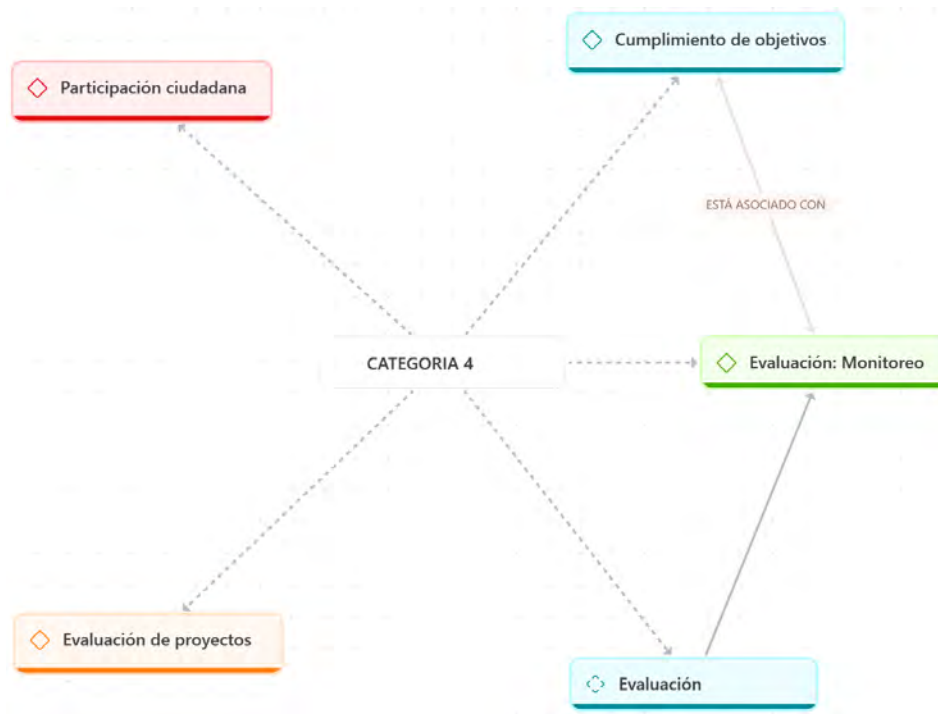 Cumplimiento de objetivos
Participación ciudadana
ESTÁ ASOCIADO CON
CATEGORIA 4
Evaluación: Monitoreo
Evaluación de proyectos
Evaluación